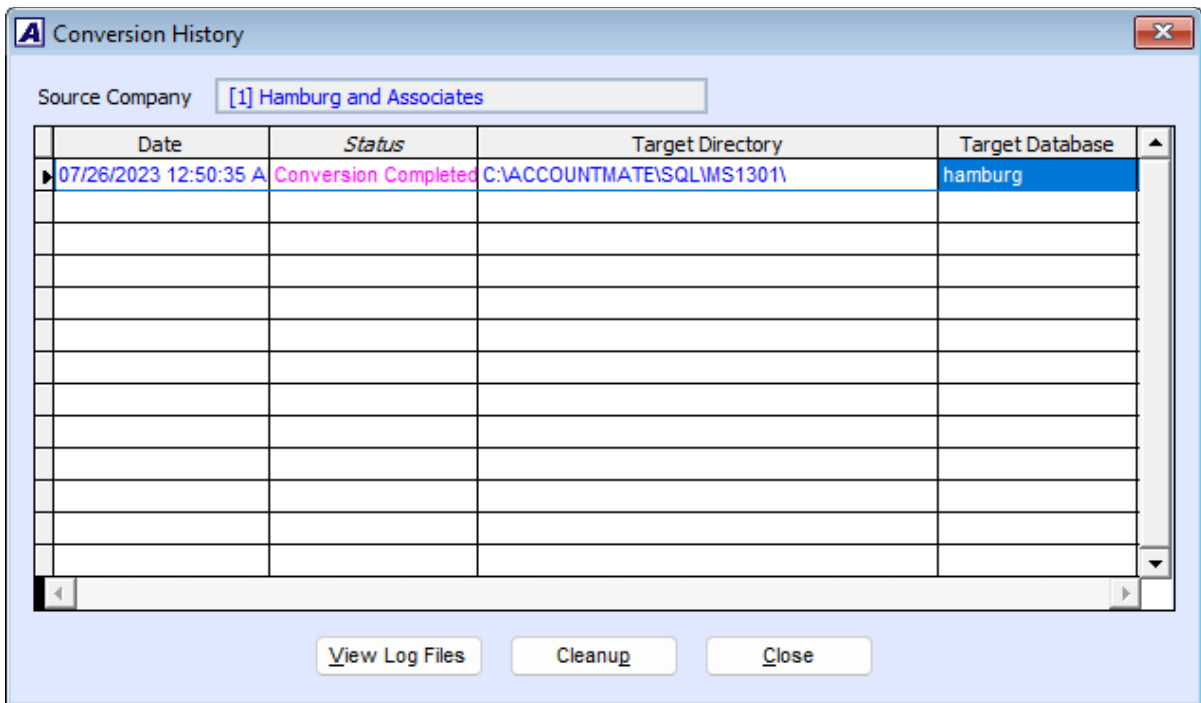 Conversion History
Source Company [1] Hamburg and Associates
Date Status Target Directory Target Database
07/26/2023 12:50:35 A Conversion Completed C:\ACCOUNTMATE\SQL\MS1301\ hamburg
View Log Files Cleanup Close